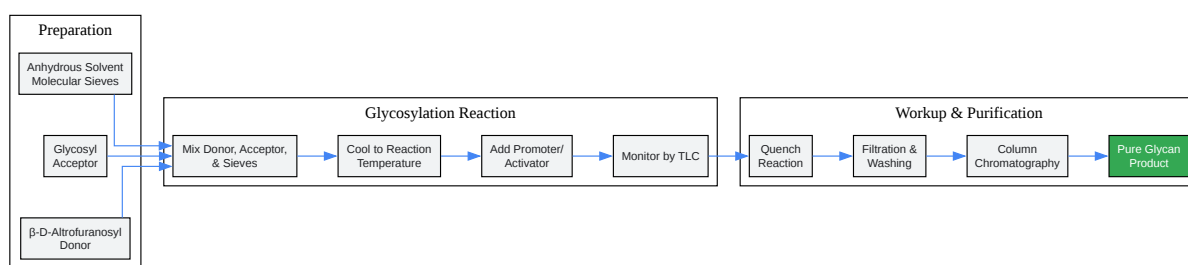 Preparation
Anhydrous Solvent
Molecular Sieves
Glycosyl
Acceptor
β-D-Altrofuranosyl
Donor
Glycosylation Reaction
Mix Donor, Acceptor,
& Sieves
Cool to Reaction
Temperature
Add Promoter/
Activator
Monitor by TLC
Workup & Purification
Quench
Reaction
Filtration &
Washing
Column
Chromatography
Pure Glycan
Product